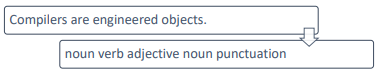 Compilers are engineered objects.
noun verb adjective noun punctuation